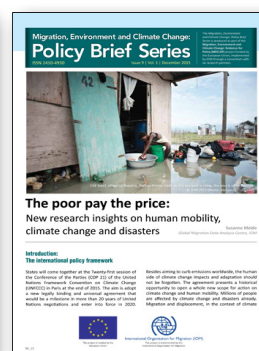 Migration, Environment and Climate Change:
Policy Brief Series
ISSN 2410-4930
Issue 9 | Vol. 1 | December 2015
42
The poor pay the price:
New research insights on human mobility,
climate change and disasters
Susanne Melde
Global Migration Data Analysis Centre, IOM
Introduction:
The international policy framework
States will come together at the Twenty-first session of
the Conference of the Parties (COP 21) of the United
Nations Framework Convention on Climate Change
(UNFCCC) in Paris at the end of 2015. The aim is adopt
a new legally binding and universal agreement that
would be a milestone in more than 20 years of United
Nations negotiations and enter into force in 2020.
Besides aiming to curb emissions worldwide, the human
side of climate change impacts and adaptation should
not be forgotten. The agreement presents a historical
opportunity to open a whole new scope for action on
climate change and human mobility. Millions of people
are affected by climate change and disasters already.
Migration and displacement, in the context of climate
International Organization for Migration (IOM)